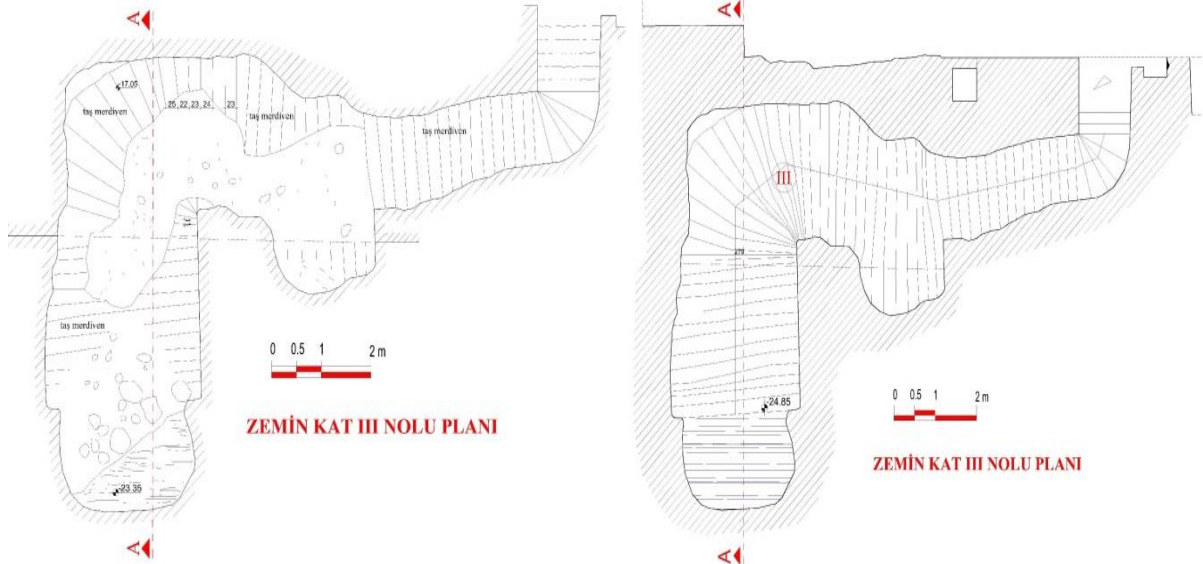 A
-17.05
taş merdiven
25 22 23 24 23
taş merdiven
taş merdiven
taş merdiven
0 0.5 1 2 m
ZEMİN KAT III NOLU PLANI
-23.35
A
A
III
270
-24.85
0 0.5 1 2 m
ZEMİN KAT III NOLU PLANI
A